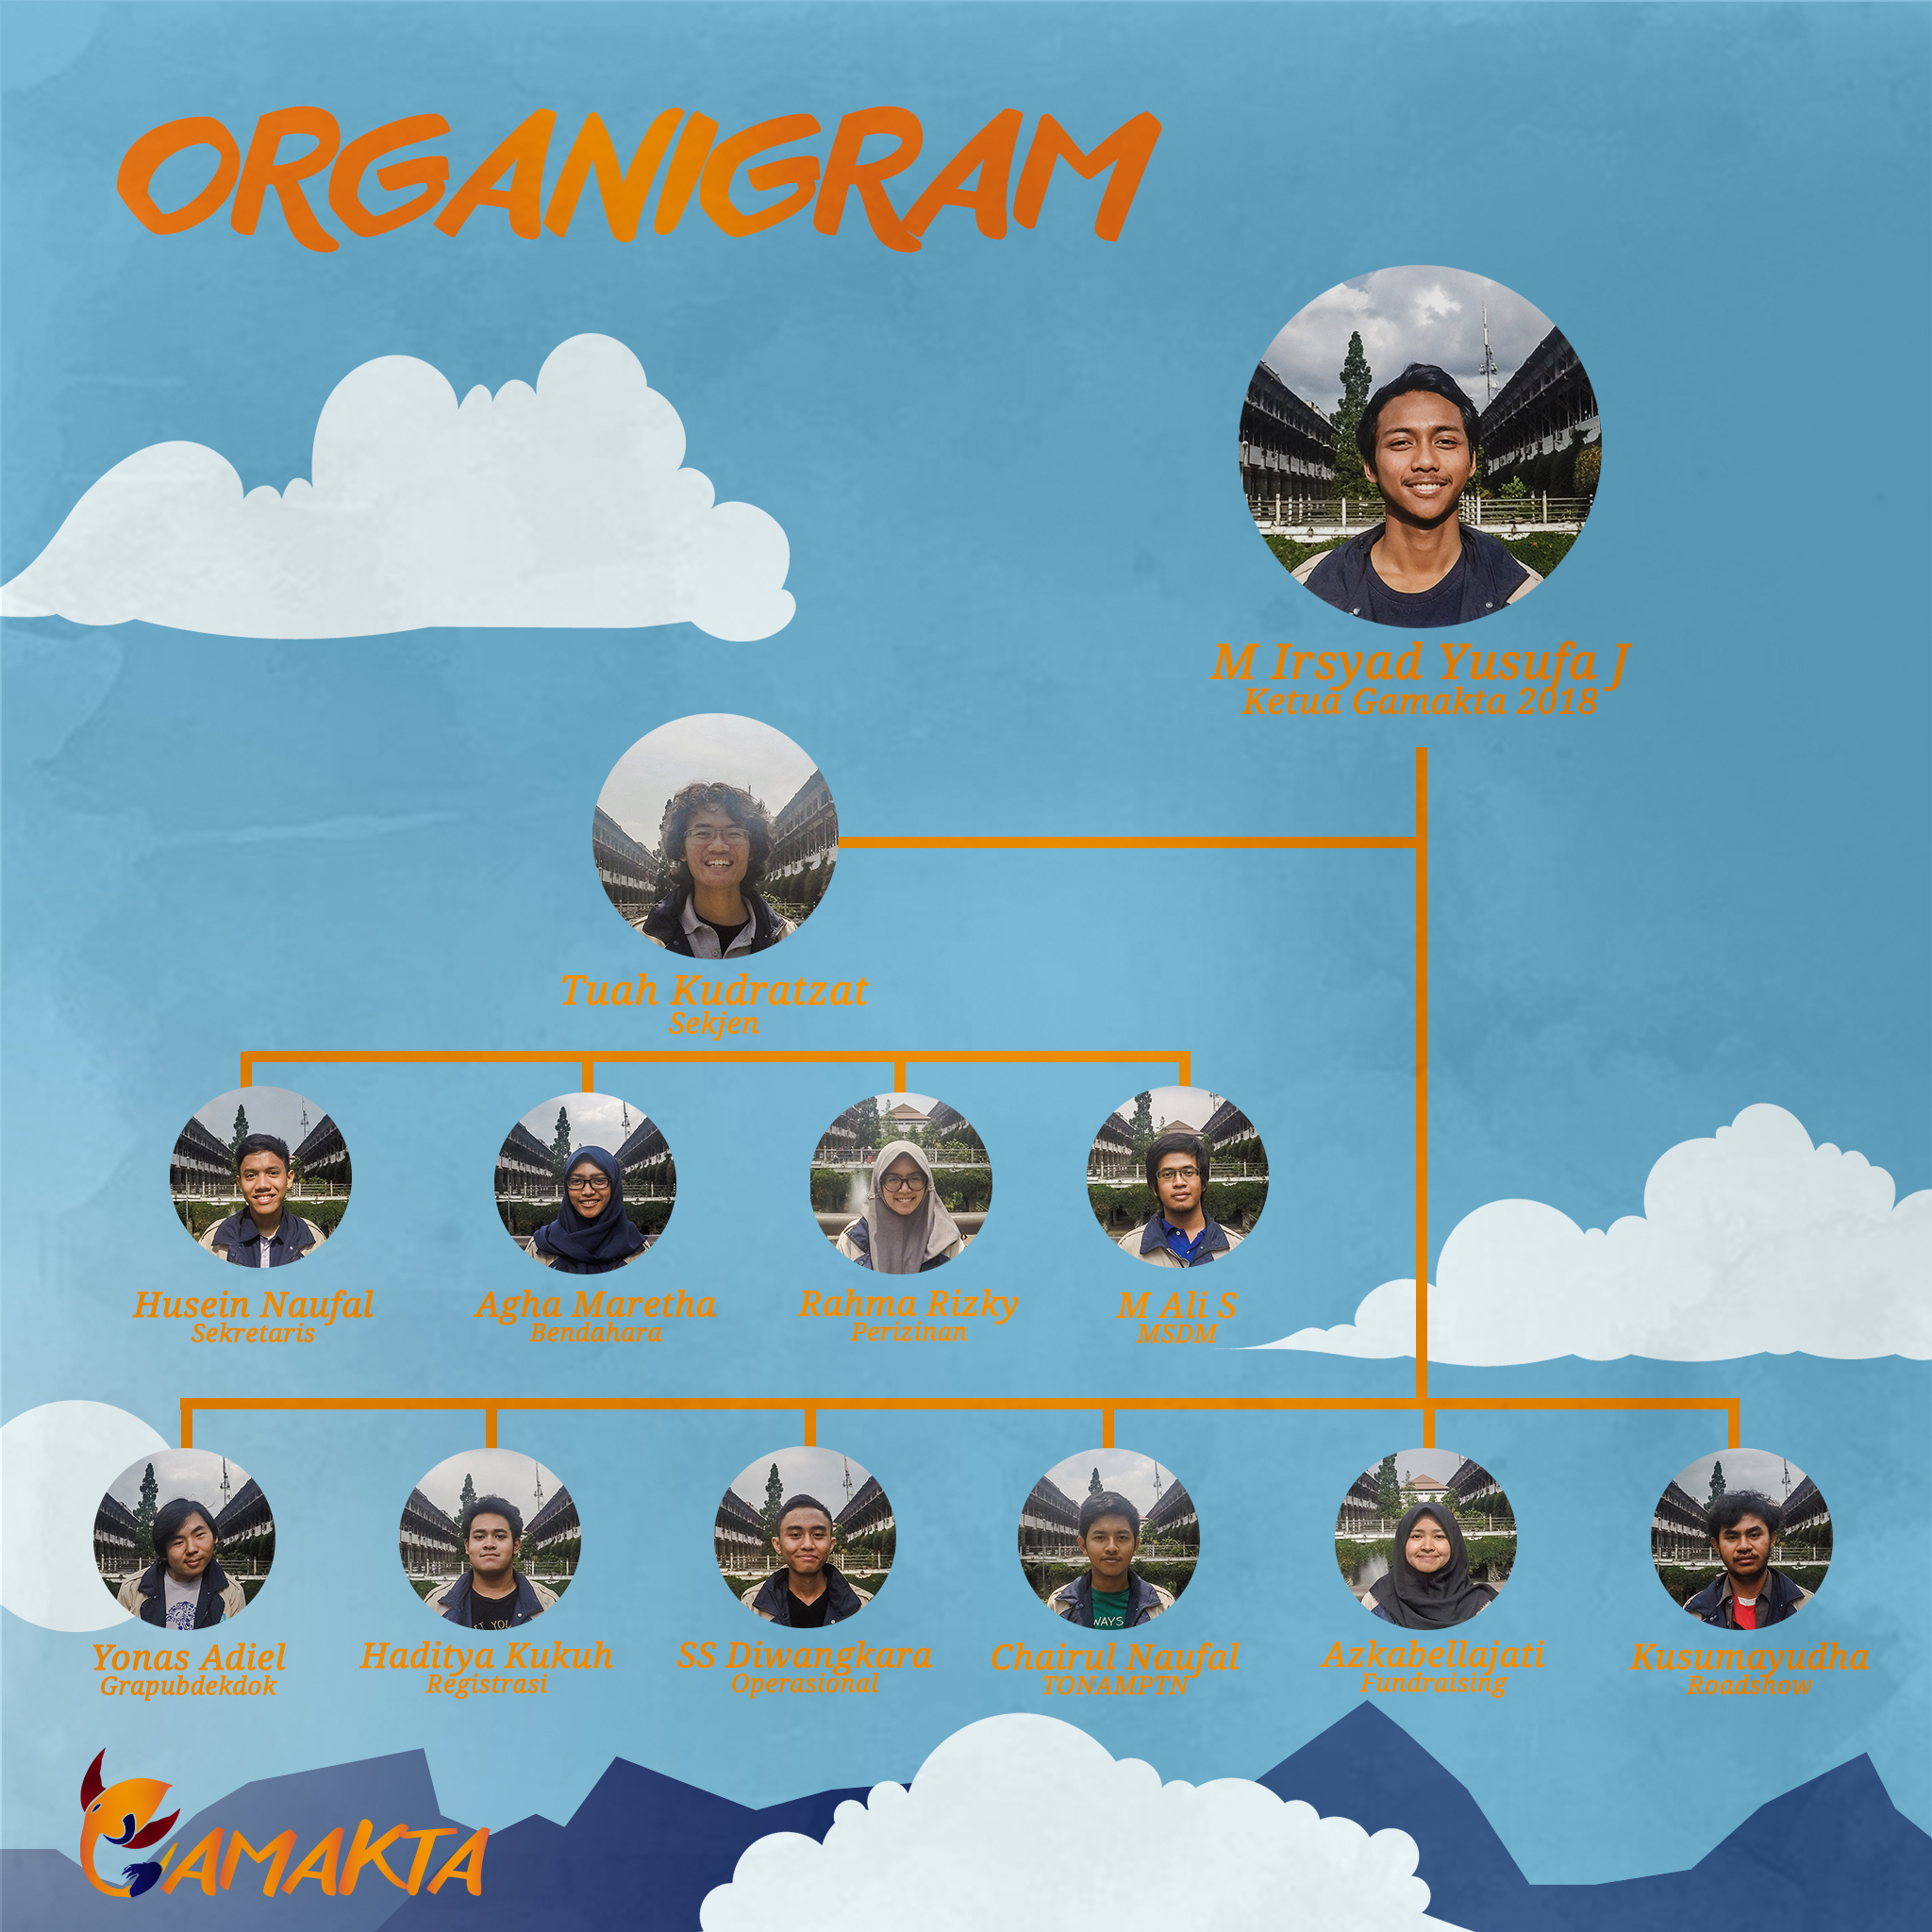 ORGANIGRAM
M Irsyad Yusufa J
Ketua Gamakta 2018
Tuah Kudratzat
Sekjen
Husein Naufal
Sekretaris
Agha Maretha
Bendahara
Rahma Rizky
Perizinan
M Ali S
MSDM
Yonas Adiel
Grapubdekdok
Haditya Kukuh
Registrasi
SS Diwangkara
Operasional
Chairul Naufal
TONAMPTN
Azkabellajati
Fundraising
Kusumayudha
Roadshow
WAYS
GAMAKTA